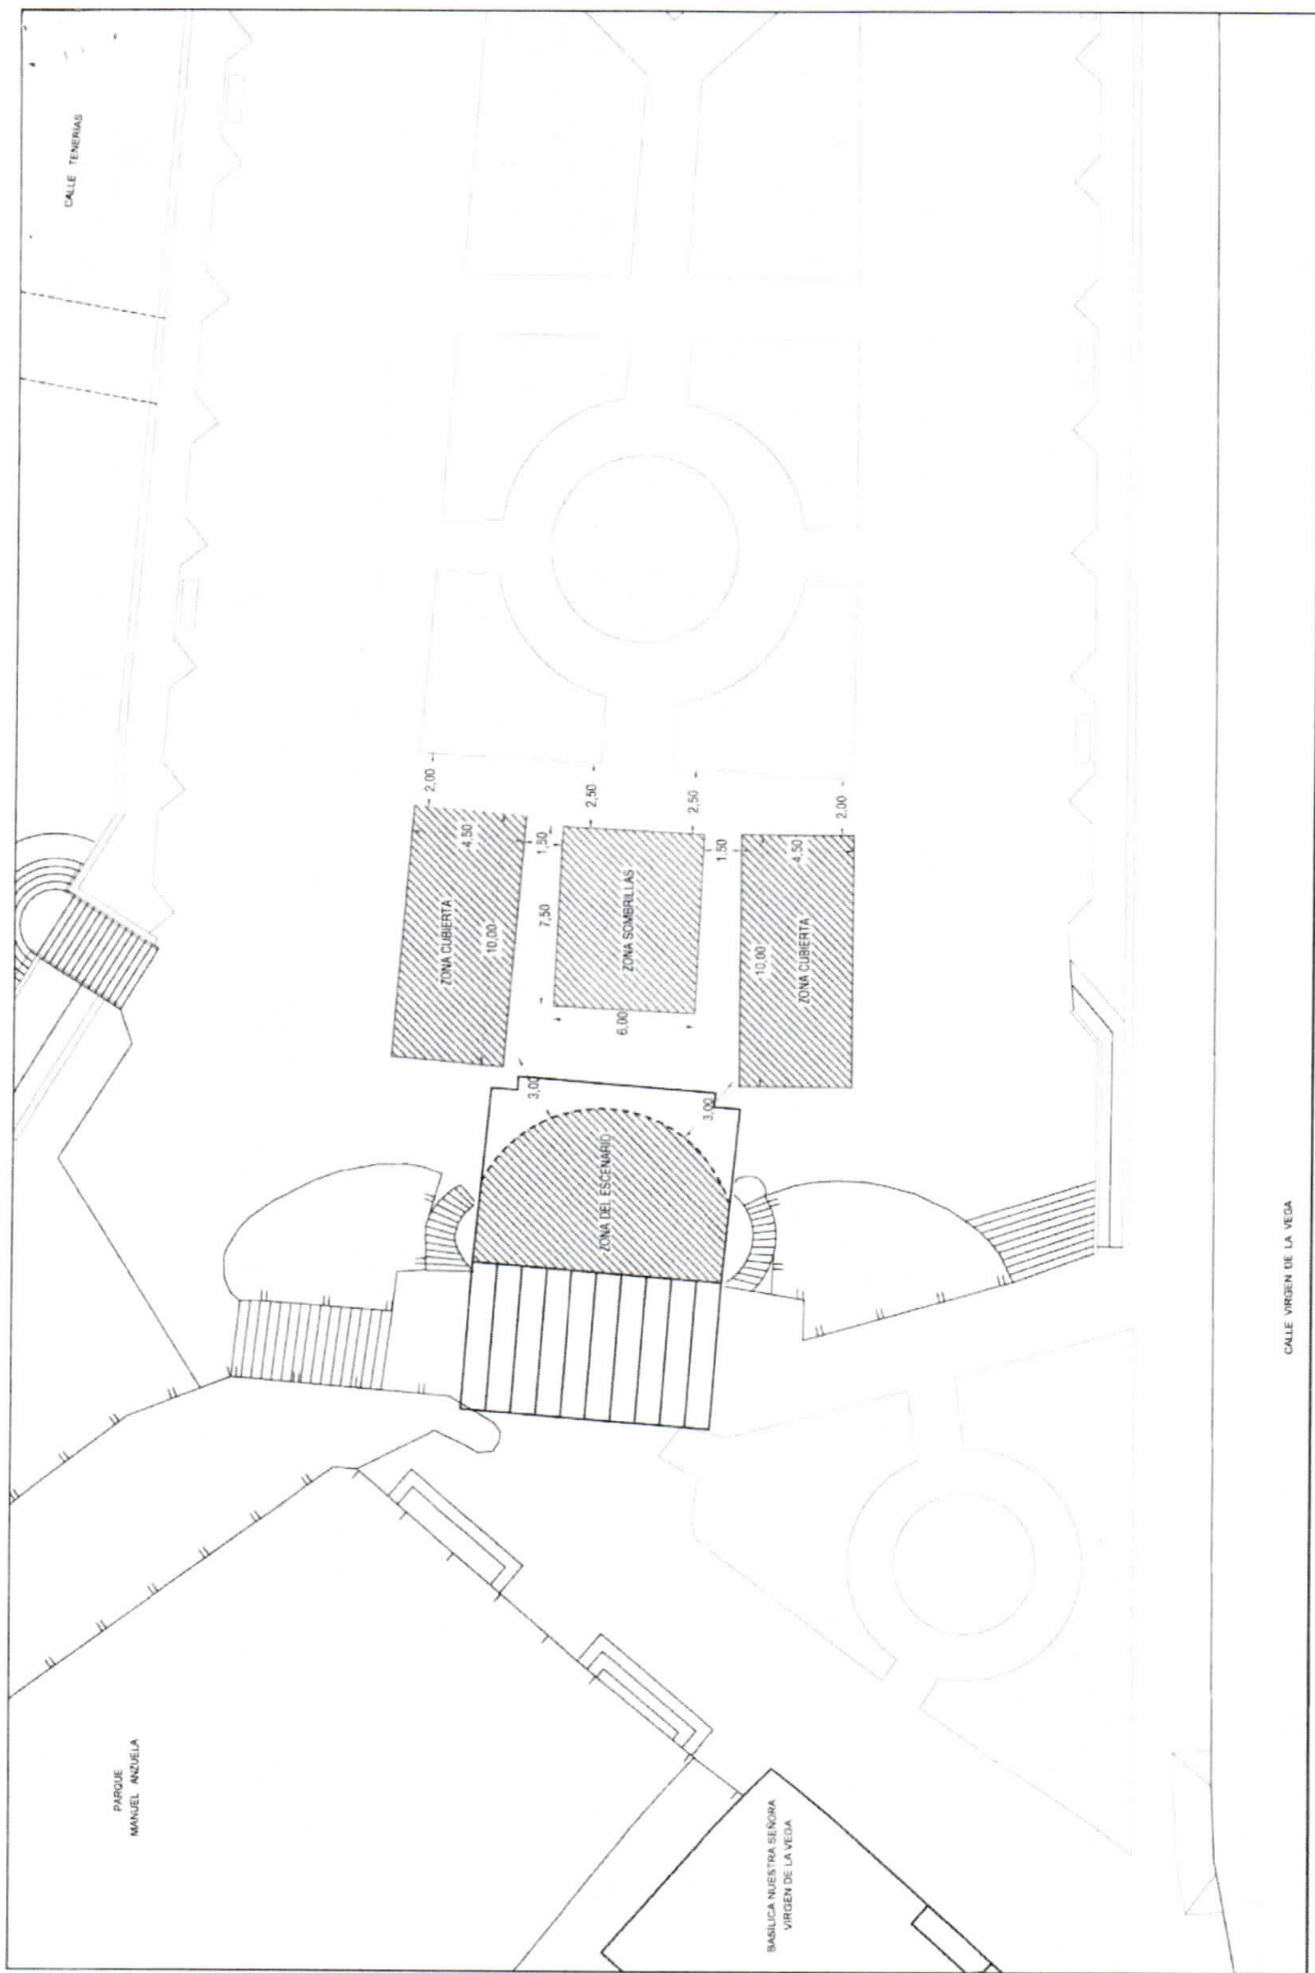 CALLE TENERIAS
2,00
2,50
2,50
2,00
4,50
1,50
1,50
4,50
ZONA CUBIERTA
10,00
7,50
ZONA SOMBRILLAS
6,00
10,00
ZONA CUBIERTA
3,00
3,00
ZONA DEL ESCENARIO
CALLE VIRGEN DE LA VEGA
PARQUE
MANUEL ANZUELA
BASÍLICA NUESTRA SEÑORA
VIRGEN DE LA VEGA